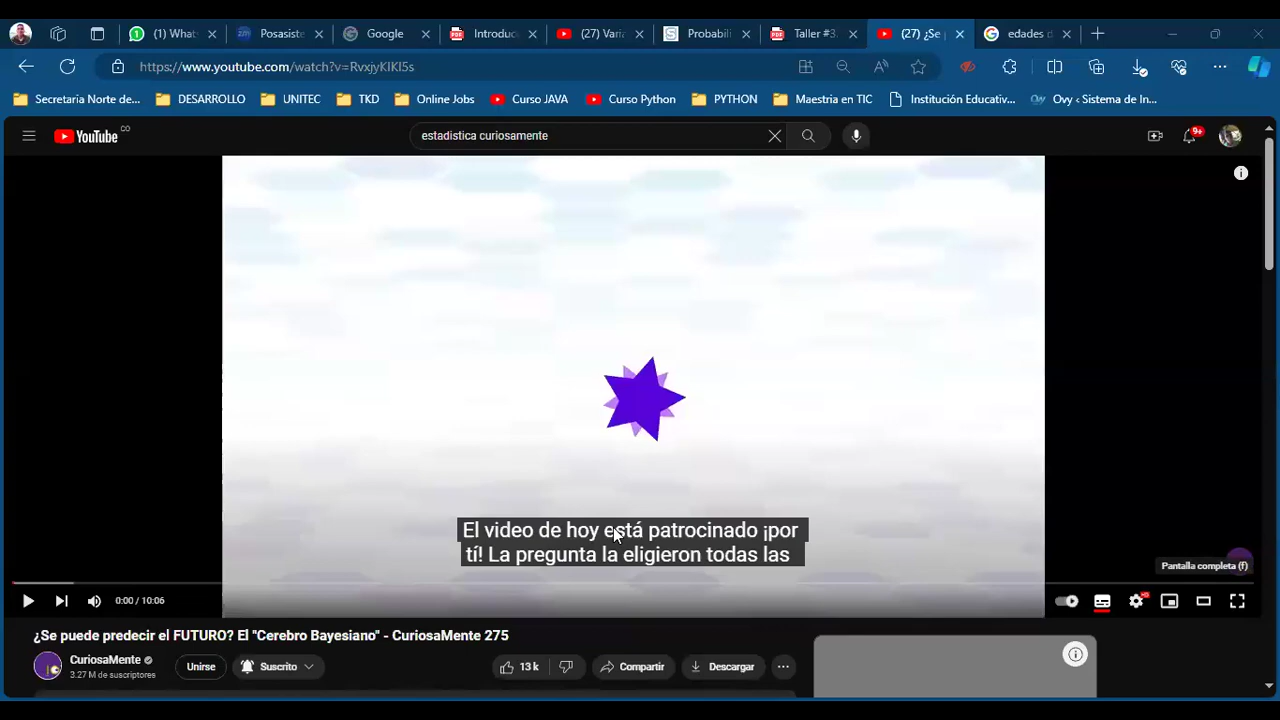 (1) Whats
Posasiste
Google
Introduc
(27) Varia
Probabili
Taller #3.
(27) ¿Se p
edades d
https://www.youtube.com/watch?v=RvxjyKIKI5s
Secretaria Norte de...
DESARROLLO
UNITEC
TKD
Online Jobs
Curso JAVA
Curso Python
PYTHON
Maestria en TIC
Institución Educativ...
Ovy ‹ Sistema de In...
YouTube CO
estadistica curiosamente
9+
El video de hoy está patrocinado ¡por
tí! La pregunta la eligieron todas las
Pantalla completa (f)
0:00 / 10:06
HD
¿Se puede predecir el FUTURO? El "Cerebro Bayesiano" - CuriosaMente 275
CuriosaMente
3.27 M de suscriptores
Unirse
Suscrito
13 k
Compartir
Descargar